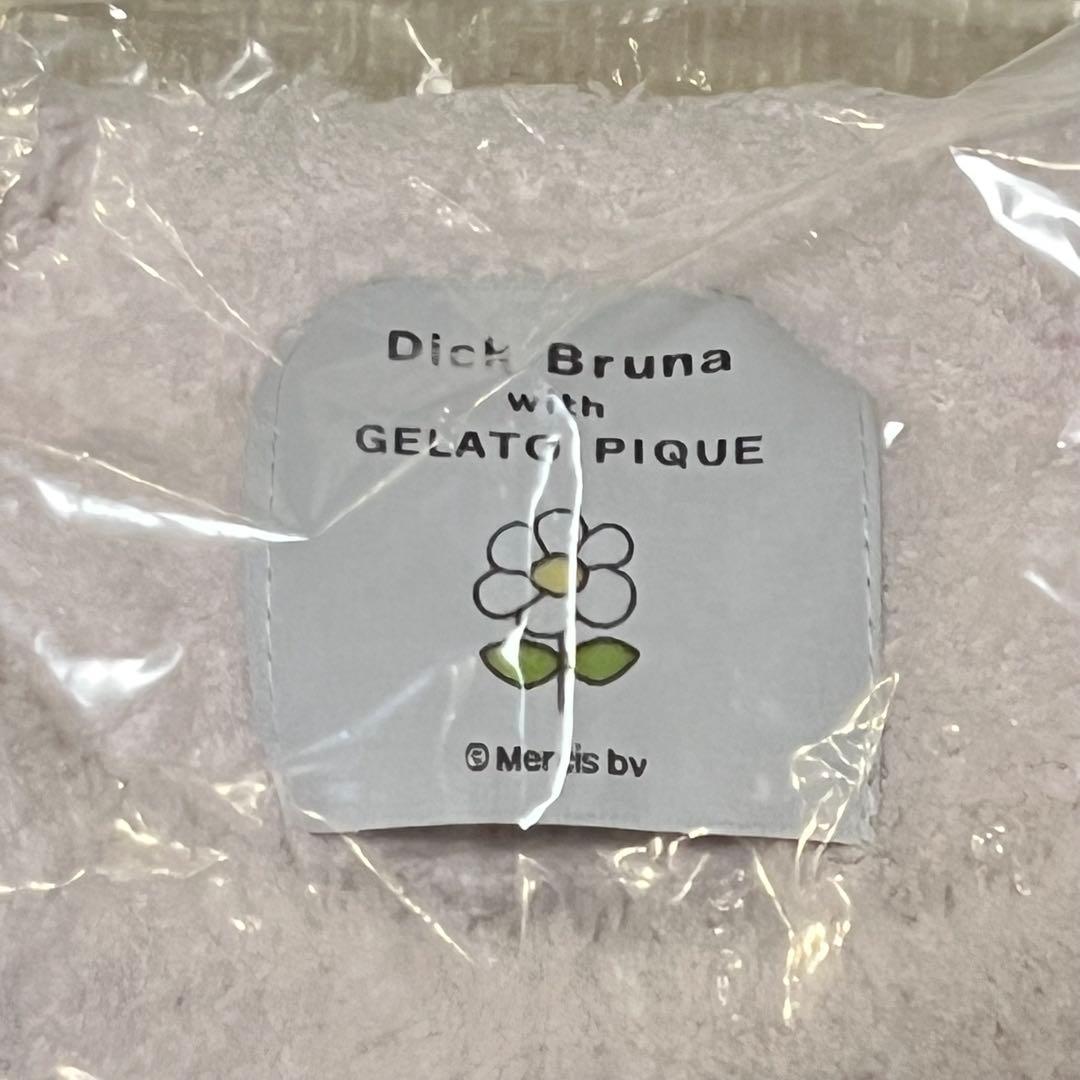 Dick Bruna
with
GELATO PIQUE
© Mercis bv